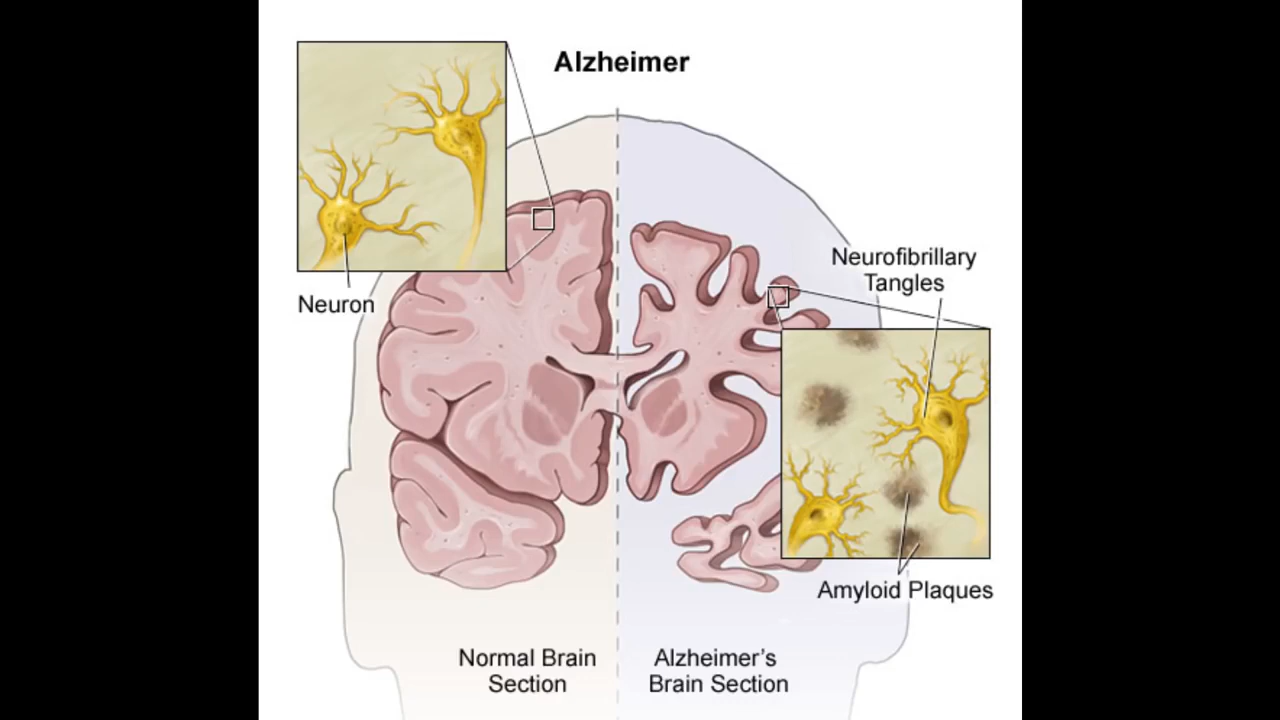 Alzheimer
Neuron
Neurofibrillary
Tangles
Amyloid Plaques
Normal Brain
Section
Alzheimer's
Brain Section